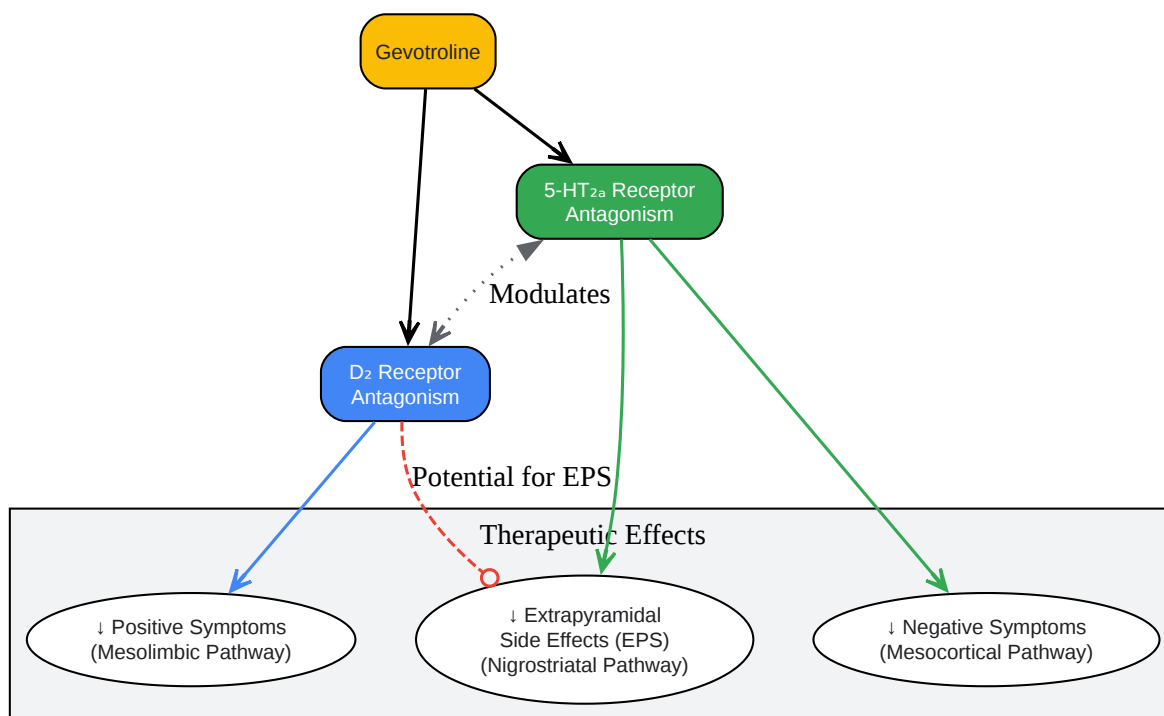 Gevotroline
5-HT₂ₐ Receptor
Antagonism
Modulates
D₂ Receptor
Antagonism
Potential for EPS
Therapeutic Effects
↓ Positive Symptoms
(Mesolimbic Pathway)
↓ Extrapyramidal
Side Effects (EPS)
(Nigrostriatal Pathway)
↓ Negative Symptoms
(Mesocortical Pathway)